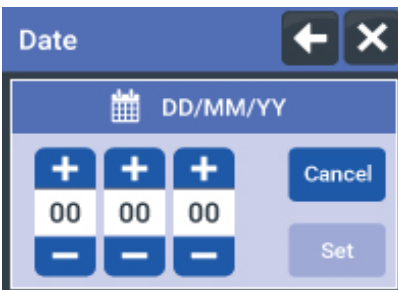 Date
DD/MM/YY
+ + +
Cancel
00 00 00
− − −
Set